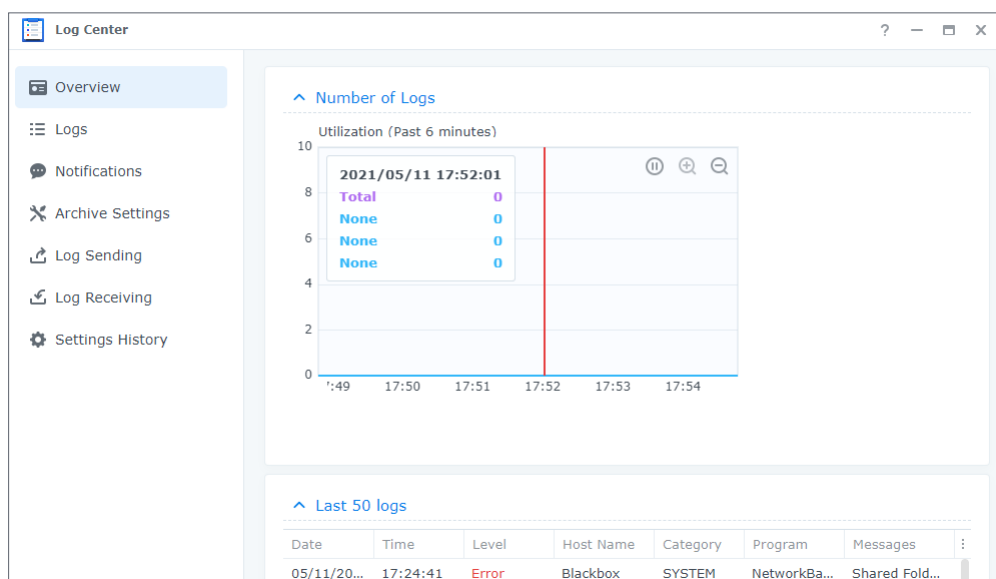 Log Center
?
Overview
Logs
Notifications
Archive Settings
Log Sending
Log Receiving
Settings History
Number of Logs
Utilization (Past 6 minutes)
10
8
6
4
2
0
2021/05/11 17:52:01
Total 0
None 0
None 0
None 0
':49 17:50 17:51 17:52 17:53 17:54
Last 50 logs
Date Time Level Host Name Category Program Messages
05/11/20... 17:24:41 Error Blackbox SYSTEM NetworkBa... Shared Fold...